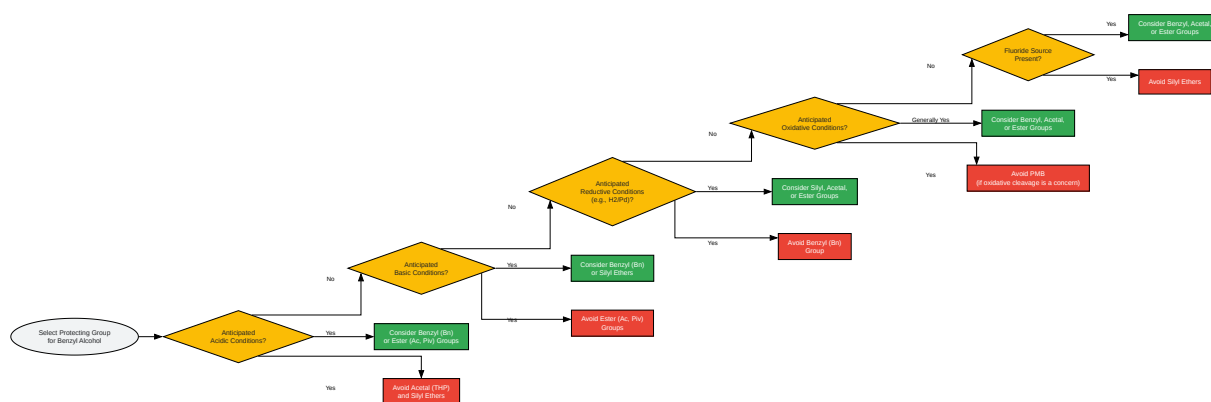 Yes
Consider Benzyl, Acetal,
or Ester Groups
Fluoride Source
Present?
No
Yes
Avoid Silyl Ethers
Anticipated
Oxidative Conditions?
Generally Yes
Consider Benzyl, Acetal,
or Ester Groups
No
Yes
Avoid PMB
(if oxidative cleavage is a concern)
Anticipated
Reductive Conditions
(e.g., H2/Pd)?
Yes
Consider Silyl, Acetal,
or Ester Groups
No
Yes
Avoid Benzyl (Bn)
Group
Anticipated
Basic Conditions?
Yes
Consider Benzyl (Bn)
or Silyl Ethers
No
Yes
Avoid Ester (Ac, Piv)
Groups
Select Protecting Group
for Benzyl Alcohol
Anticipated
Acidic Conditions?
Yes
Consider Benzyl (Bn)
or Ester (Ac, Piv) Groups
Yes
Avoid Acetal (THP)
and Silyl Ethers